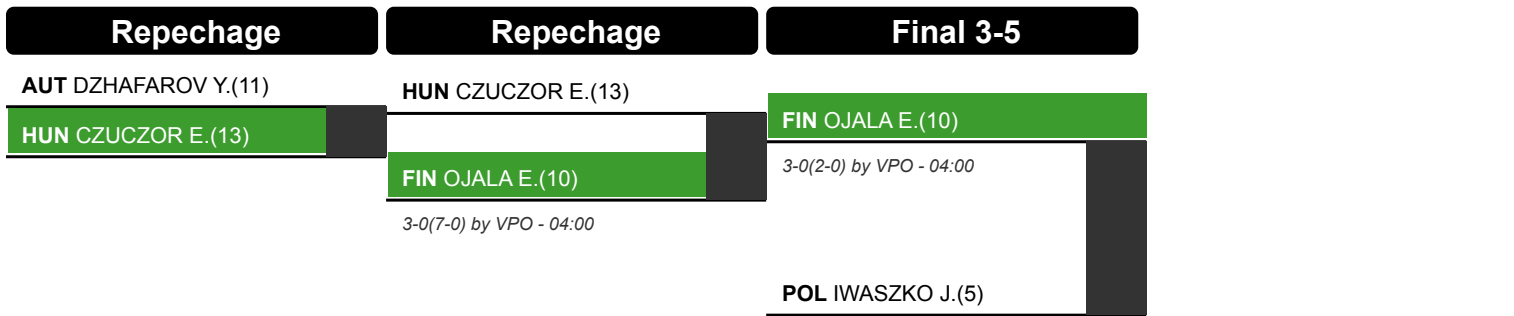 Repechage
AUT DZHAFAROV Y.(11)
HUN CZUCZOR E.(13)
Repechage
HUN CZUCZOR E.(13)
FIN OJALA E.(10)
3-0(7-0) by VPO - 04:00
Final 3-5
FIN OJALA E.(10)
3-0(2-0) by VPO - 04:00
POL IWASZKO J.(5)